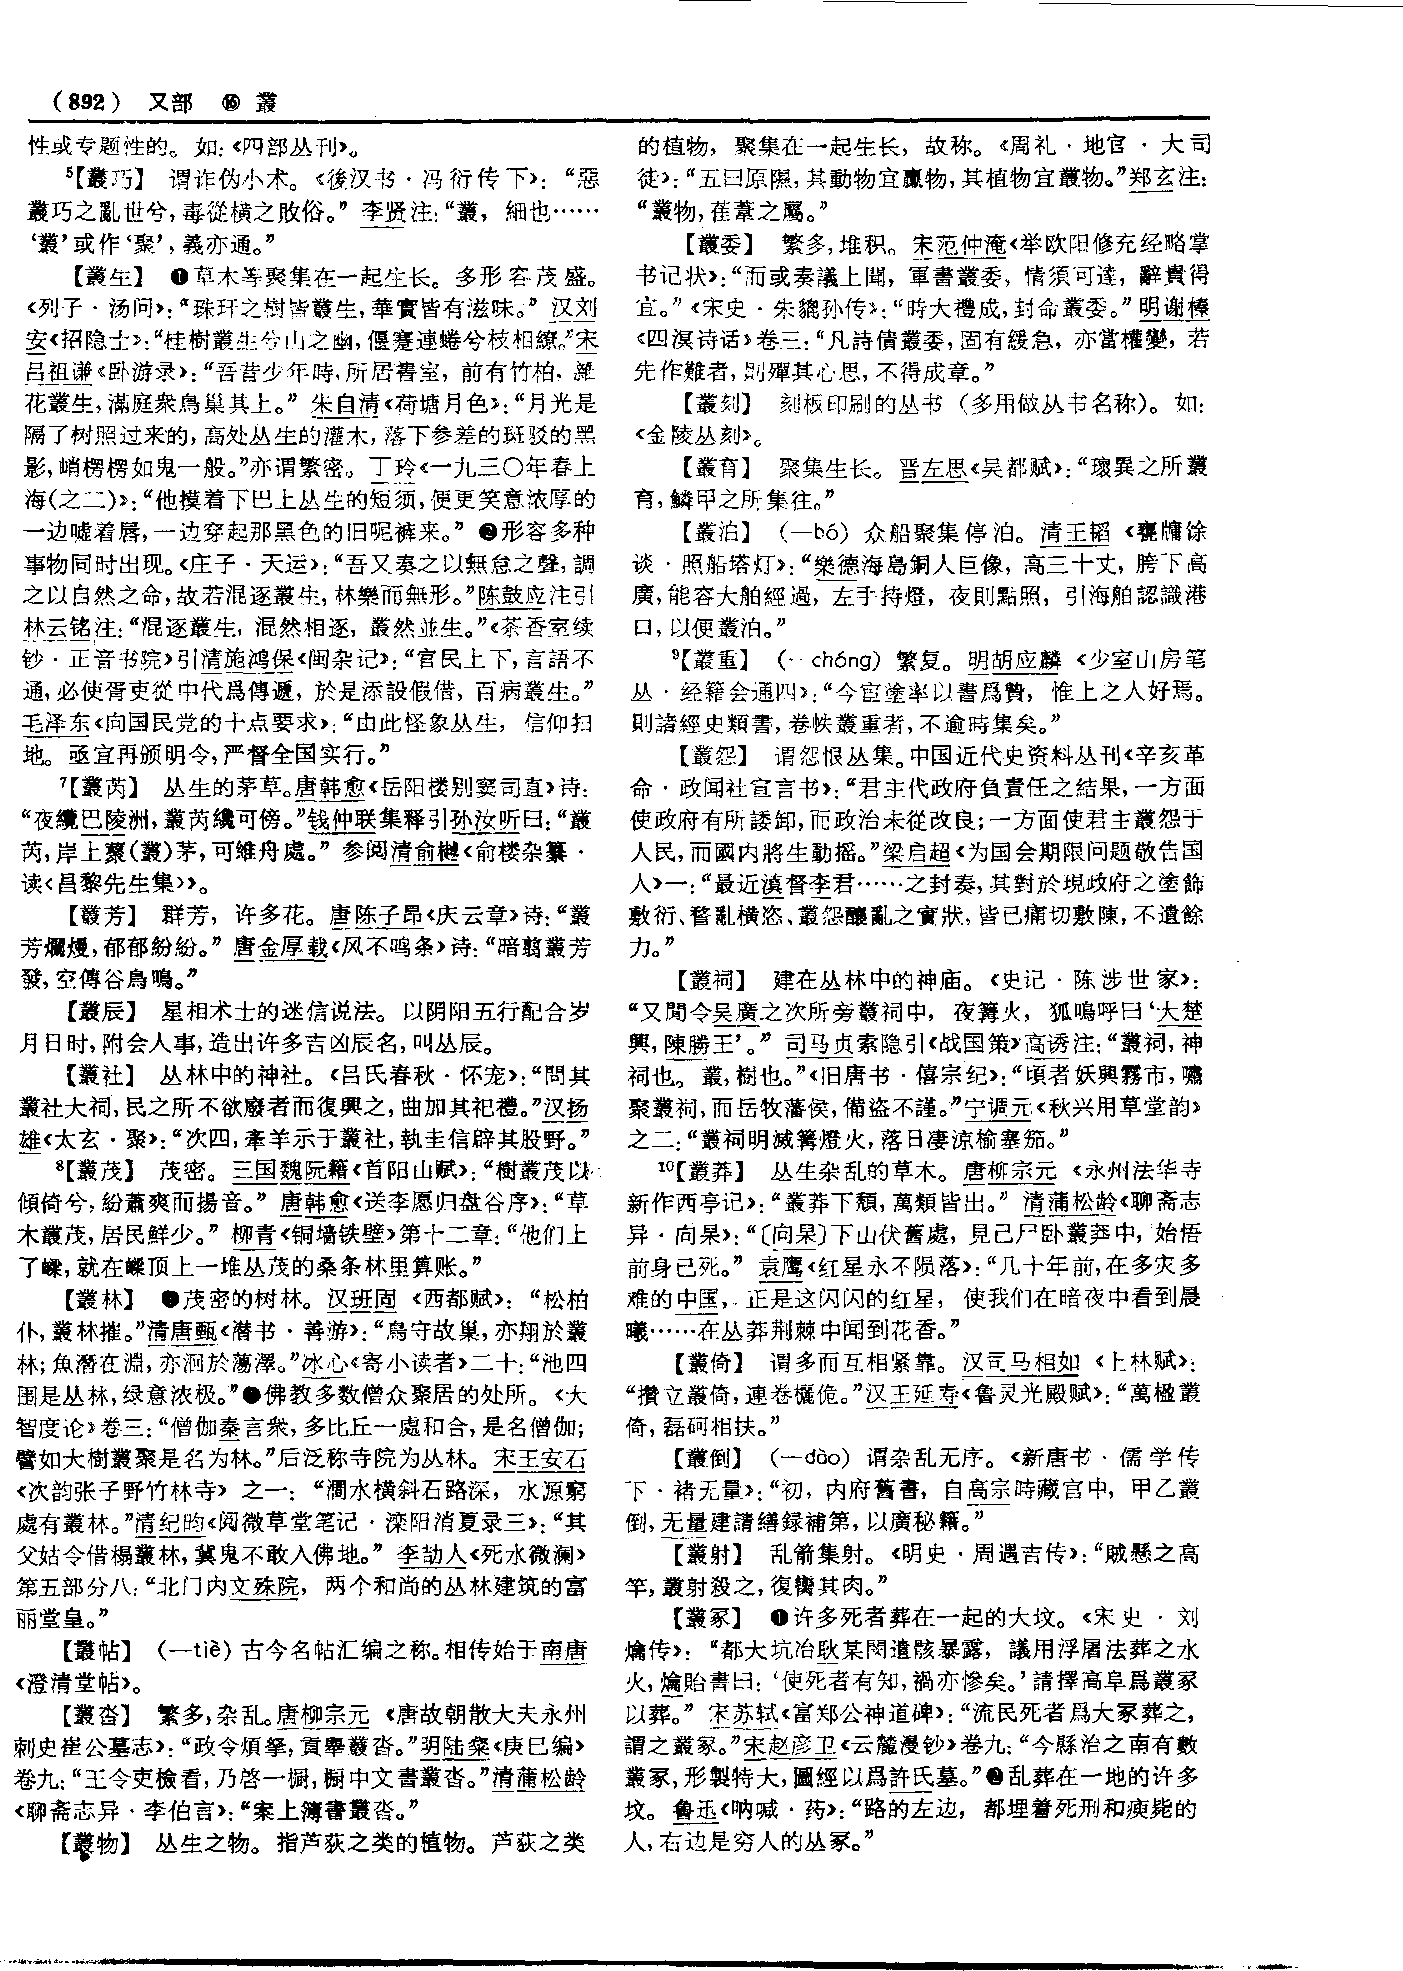 （892） 又部 ⑯ 叢
性或专题性的。如：《四部丛刊》。
⁵【叢巧】 谓诈伪小术。《後汉书·冯衍传下》：“惡
叢巧之亂世兮，毒從横之敗俗。”李贤注：“叢，細也……
‘叢’或作‘聚’，義亦通。”
【叢生】 ❶草木等聚集在一起生长。多形容茂盛。
《列子·汤问》：“珠玕之樹皆叢生，華實皆有滋味。”汉刘
安《招隐士》：“桂樹叢生兮山之幽，偃蹇連蜷兮枝相繚。”宋
吕祖谦《卧游录》：“吾昔少年時，所居書室，前有竹柏，雜
花叢生，滿庭衆鳥巢其上。”朱自清《荷塘月色》：“月光是
隔了树照过来的，高处丛生的灌木，落下参差的斑驳的黑
影，峭楞楞如鬼一般。”亦谓繁密。丁玲《一九三〇年春上
海（之二）》：“他摸着下巴上丛生的短须，便更笑意浓厚的
一边嘘着唇，一边穿起那黑色的旧呢裤来。”❷形容多种
事物同时出现。《庄子·天运》：“吾又奏之以無怠之聲，調
之以自然之命，故若混逐叢生，林樂而無形。”陈鼓应注引
林云铭注：“混逐叢生，混然相逐，叢然並生。”《茶香室续
钞·正音书院》引清施鸿保《闽杂记》：“官民上下，言語不
通，必使胥吏從中代爲傳遞，於是添設假借，百病叢生。”
毛泽东《向国民党的十点要求》：“由此怪象丛生，信仰扫
地。亟宜再颁明令，严督全国实行。”
⁷【叢芮】 丛生的茅草。唐韩愈《岳阳楼别窦司直》诗：
“夜纜巴陵洲，叢芮纔可傍。”钱仲联集释引孙汝听曰：“叢
芮，岸上藂（叢）茅，可維舟處。”参阅清俞樾《俞楼杂纂·
读〈昌黎先生集〉》。
【叢芳】 群芳，许多花。唐陈子昂《庆云章》诗：“叢
芳爛熳，郁郁紛紛。”唐金厚载《风不鸣条》诗：“暗翦叢芳
發，空傳谷鳥鳴。”
【叢辰】 星相术士的迷信说法。以阴阳五行配合岁
月日时，附会人事，造出许多吉凶辰名，叫丛辰。
【叢社】 丛林中的神社。《吕氏春秋·怀宠》：“問其
叢社大祠，民之所不欲廢者而復興之，曲加其祀禮。”汉扬
雄《太玄·聚》：“次四，牽羊示于叢社，執圭信辟其股野。”
⁸【叢茂】 茂密。三国魏阮籍《首阳山赋》：“樹叢茂以
傾倚兮，紛蕭爽而揚音。”唐韩愈《送李愿归盘谷序》：“草
木叢茂，居民鮮少。”柳青《铜墙铁壁》第十二章：“他们上
了嵘，就在嵘顶上一堆丛茂的桑条林里算账。”
【叢林】 ❶茂密的树林。汉班固《西都赋》：“松柏
仆，叢林摧。”清唐甄《潜书·善游》：“鳥守故巢，亦翔於叢
林；魚潛在淵，亦洄於蕩澤。”冰心《寄小读者》二十：“池四
围是丛林，绿意浓极。”❷佛教多数僧众聚居的处所。《大
智度论》卷三：“僧伽秦言衆，多比丘一處和合，是名僧伽；
譬如大樹叢聚是名为林。”后泛称寺院为丛林。宋王安石
《次韵张子野竹林寺》之一：“澗水横斜石路深，水源窮
處有叢林。”清纪昀《阅微草堂笔记·滦阳消夏录三》：“其
父姑令借榻叢林，冀鬼不敢入佛地。”李劼人《死水微澜》
第五部分八：“北门内文殊院，两个和尚的丛林建筑的富
丽堂皇。”
【叢帖】 （—tiè）古今名帖汇编之称。相传始于南唐
《澄清堂帖》。
【叢沓】 繁多，杂乱。唐柳宗元《唐故朝散大夫永州
刺史崔公墓志》：“政令煩拏，貢舉叢沓。”明陆粲《庚巳编》
卷九：“王令吏檢看，乃啓一橱，橱中文書叢沓。”清蒲松龄
《聊斋志异·李伯言》：“案上簿書叢沓。”
【叢物】 丛生之物。指芦荻之类的植物。芦荻之类
的植物，聚集在一起生长，故称。《周礼·地官·大司
徒》：“五曰原隰，其動物宜臝物，其植物宜叢物。”郑玄注：
“叢物，萑葦之屬。”
【叢委】 繁多，堆积。宋范仲淹《举欧阳修充经略掌
书记状》：“而或奏議上聞，軍書叢委，情須可達，辭貴得
宜。”《宋史·朱貔孙传》：“時大禮成，封命叢委。”明谢榛
《四溟诗话》卷三：“凡詩債叢委，固有緩急，亦當權變，若
先作難者，則殫其心思，不得成章。”
【叢刻】 刻板印刷的丛书（多用做丛书名称）。如：
《金陵丛刻》。
【叢育】 聚集生长。晋左思《吴都赋》：“瓌異之所叢
育，鱗甲之所集往。”
【叢泊】 （—bó）众船聚集停泊。清王韬《甕牖馀
谈·照船塔灯》：“樂德海島銅人巨像，高三十丈，胯下高
廣，能容大舶經過，左手持燈，夜則點照，引海舶認識港
口，以便叢泊。”
⁹【叢重】 （—chóng）繁复。明胡应麟《少室山房笔
丛·经籍会通四》：“今宦塗率以書爲贄，惟上之人好焉。
則諸經史類書，卷帙叢重者，不逾時集矣。”
【叢怨】 谓怨恨丛集。中国近代史资料丛刊《辛亥革
命·政闻社宣言书》：“君主代政府負責任之結果，一方面
使政府有所諉卸，而政治未從改良；一方面使君主叢怨于
人民，而國内將生動摇。”梁启超《为国会期限问题敬告国
人》一：“最近滇督李君……之封奏，其對於現政府之塗飾
敷衍、瞀亂横恣、叢怨釀亂之實狀，皆已痛切敷陳，不遺餘
力。”
【叢祠】 建在丛林中的神庙。《史记·陈涉世家》：
“又閒令吴廣之次所旁叢祠中，夜篝火，狐鳴呼曰‘大楚
興，陳勝王’。”司马贞索隐引《战国策》高诱注：“叢祠，神
祠也。叢，樹也。”《旧唐书·僖宗纪》：“頃者妖興霧市，嘯
聚叢祠，而岳牧藩侯，備盗不謹。”宁调元《秋兴用草堂韵》
之二：“叢祠明滅篝燈火，落日凄凉榆塞笳。”
¹⁰【叢莽】 丛生杂乱的草木。唐柳宗元《永州法华寺
新作西亭记》：“叢莽下頹，萬類皆出。”清蒲松龄《聊斋志
异·向杲》：“〔向杲〕下山伏舊處，見己尸卧叢莽中，始悟
前身已死。”袁鹰《红星永不陨落》：“几十年前，在多灾多
难的中国，正是这闪闪的红星，使我们在暗夜中看到晨
曦……在丛莽荆棘中闻到花香。”
【叢倚】 谓多而互相紧靠。汉司马相如《上林赋》：
“攢立叢倚，連卷欐佹。”汉王延寿《鲁灵光殿赋》：“萬楹叢
倚，磊砢相扶。”
【叢倒】 （—dǎo）谓杂乱无序。《新唐书·儒学传
下·褚无量》：“初，内府舊書，自高宗時藏宫中，甲乙叢
倒，无量建請繕録補第，以廣秘籍。”
【叢射】 乱箭集射。《明史·周遇吉传》：“賊懸之高
竿，叢射殺之，復臠其肉。”
【叢冢】 ❶许多死者葬在一起的大坟。《宋史·刘
爚传》：“都大坑冶耿某閔遺骸暴露，議用浮屠法葬之水
火，爚貽書曰：‘使死者有知，禍亦慘矣。’請擇高阜爲叢冢
以葬。”宋苏轼《富郑公神道碑》：“流民死者爲大冢葬之，
謂之叢冢。”宋赵彦卫《云麓漫钞》卷九：“今縣治之南有數
叢冢，形製特大，圖經以爲許氏墓。”❷乱葬在一地的许多
坟。鲁迅《呐喊·药》：“路的左边，都埋着死刑和瘐毙的
人，右边是穷人的丛冢。”